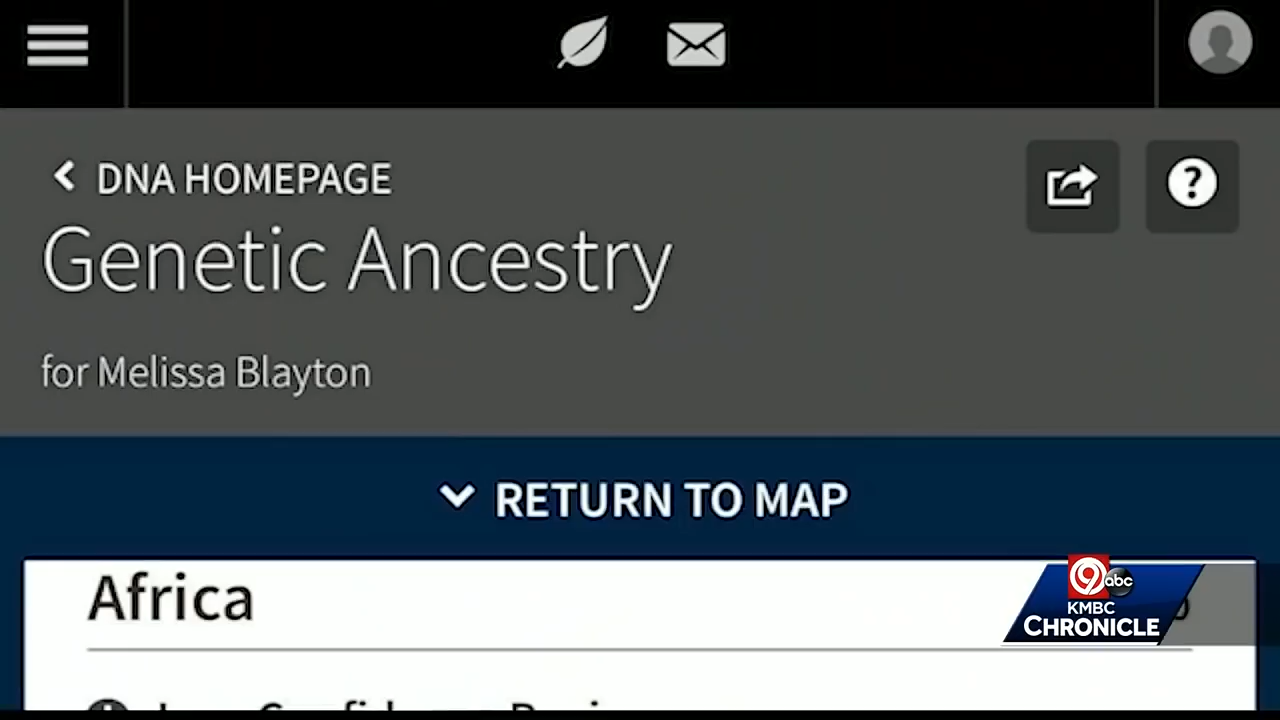 DNA HOMEPAGE
Genetic Ancestry
for Melissa Blayton
RETURN TO MAP
Africa
9 abc
KMBC
CHRONICLE